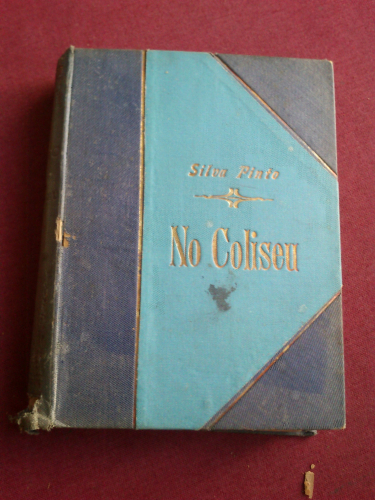 Silva Pinto
No Coliseu